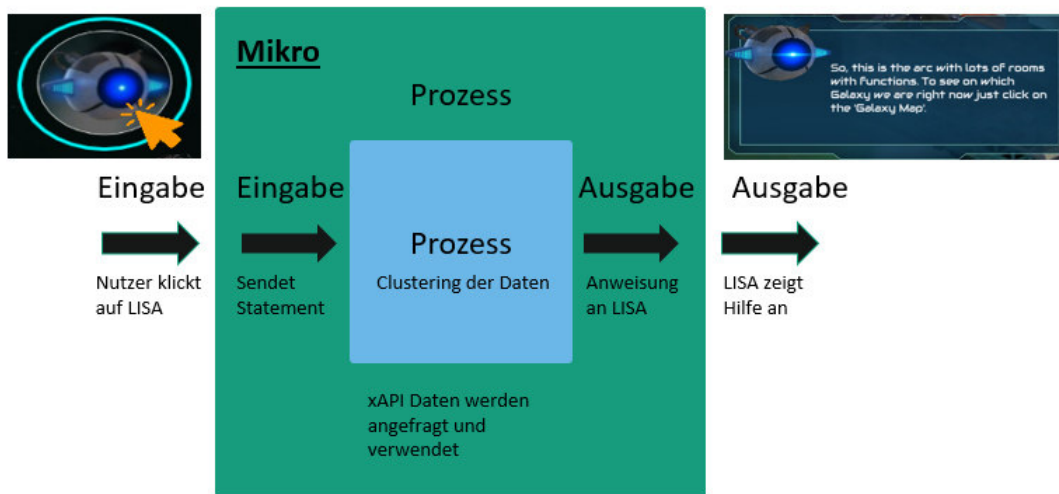 Mikro
Prozess
So, this is the arc with lots of rooms
with functions. To see on which
Galaxy we are right now just click on
the 'Galaxy Map'.
Eingabe
Eingabe
Ausgabe
Ausgabe
Prozess
Clustering der Daten
Nutzer klickt
auf LISA
Sendet
Statement
Anweisung
an LISA
LISA zeigt
Hilfe an
xAPI Daten werden
angefragt und
verwendet